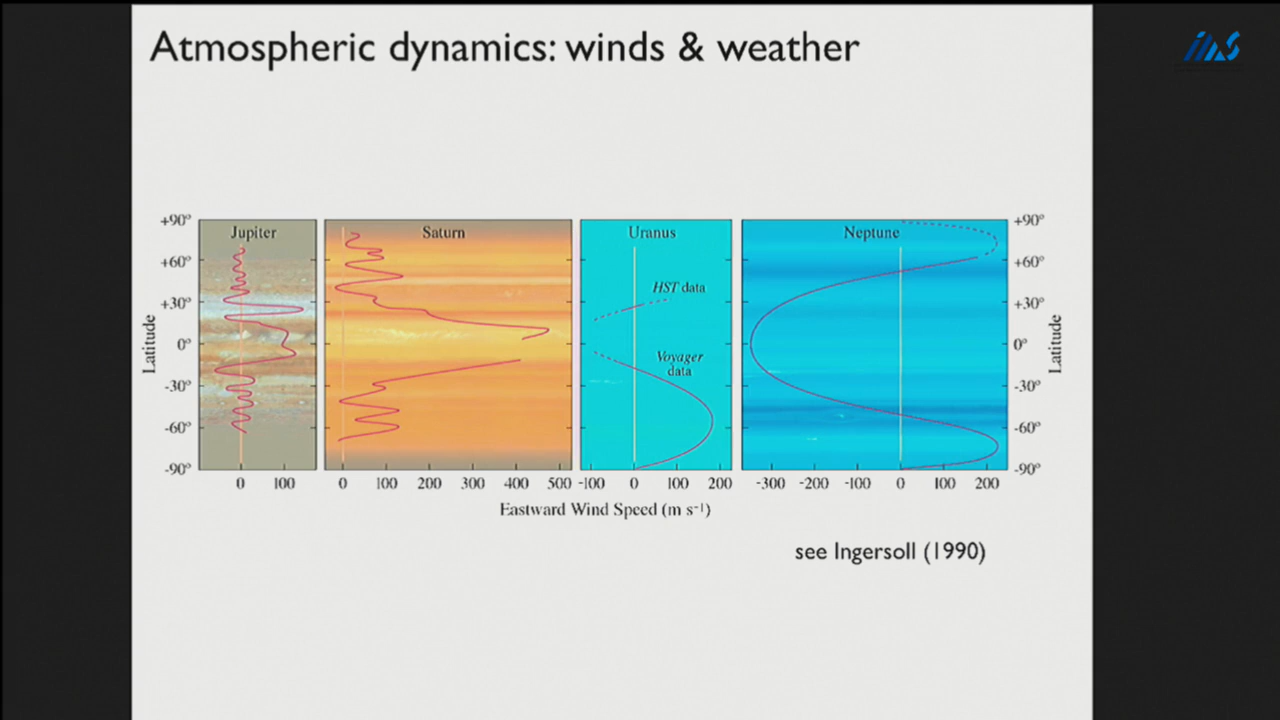 Atmospheric dynamics: winds & weather
IMS
+90° Jupiter Saturn Uranus Neptune +90°
+60° +60°
HST data
+30° +30°
Latitude 0° 0° Latitude
Voyager
data
-30° -30°
-60° -60°
-90° -90°
0 100 0 100 200 300 400 500 -100 0 100 200 -300 -200 -100 0 100 200
Eastward Wind Speed (m s⁻¹)
see Ingersoll (1990)